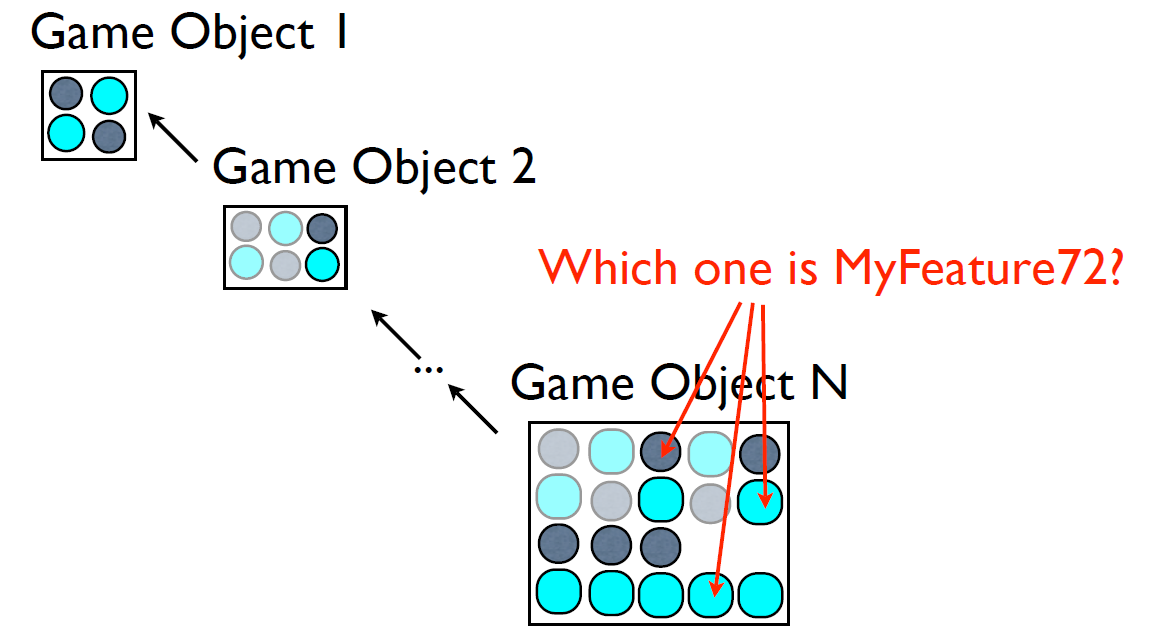 Game Object 1
Game Object 2
Which one is MyFeature72?
...
Game Object N